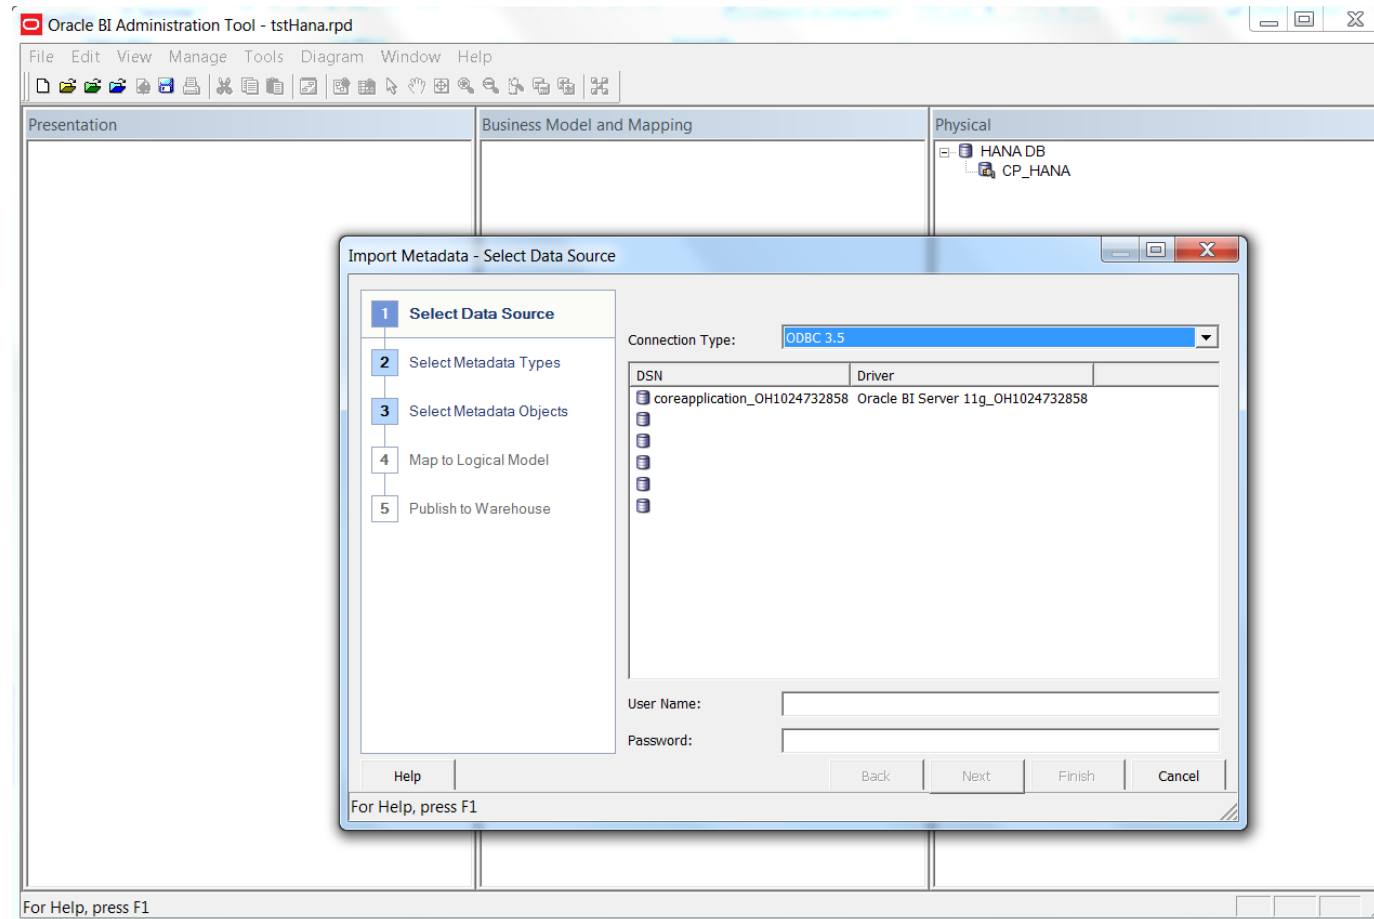 Oracle BI Administration Tool - tstHana.rpd
File Edit View Manage Tools Diagram Window Help
Presentation
Business Model and Mapping
Physical
HANA DB
CP_HANA
Import Metadata - Select Data Source
1 Select Data Source
2 Select Metadata Types
3 Select Metadata Objects
4 Map to Logical Model
5 Publish to Warehouse
Connection Type: ODBC 3.5
DSN Driver
coreapplication_OH1024732858 Oracle BI Server 11g_OH1024732858
User Name:
Password:
Help Back Next Finish Cancel
For Help, press F1
For Help, press F1